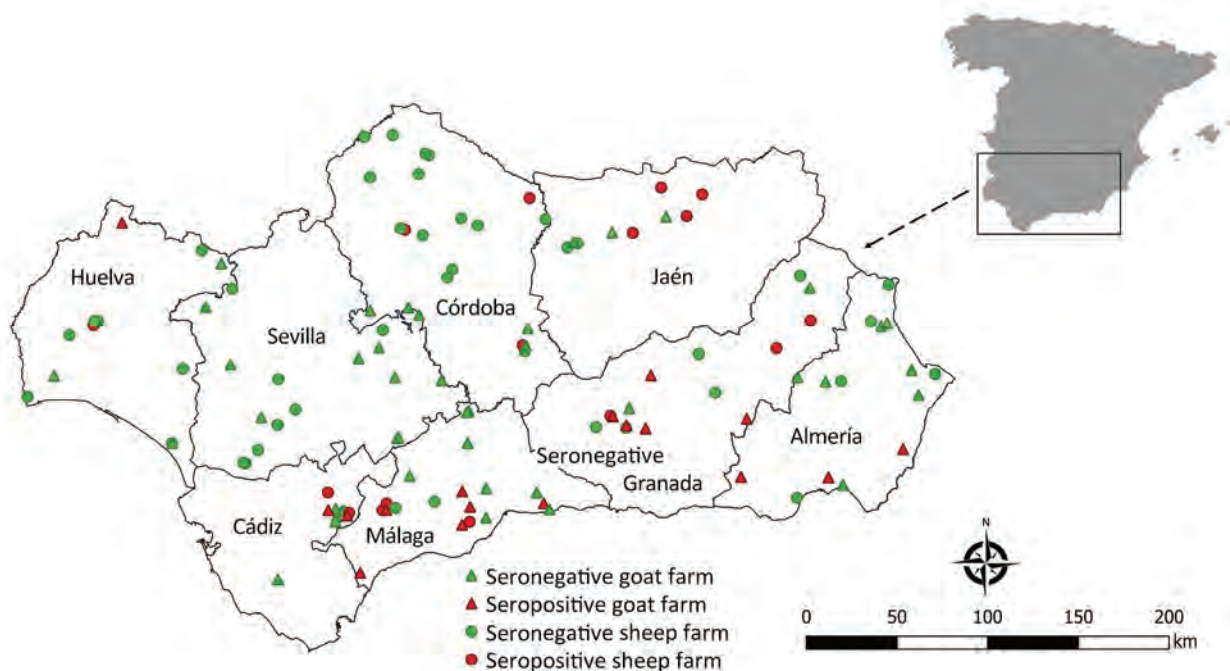 Huelva
Sevilla
Córdoba
Jaén
Seronegative
Granada
Almería
Cádiz
Málaga
N
Seronegative goat farm
Seropositive goat farm
Seronegative sheep farm
Seropositive sheep farm
0 50 100 150 200
km